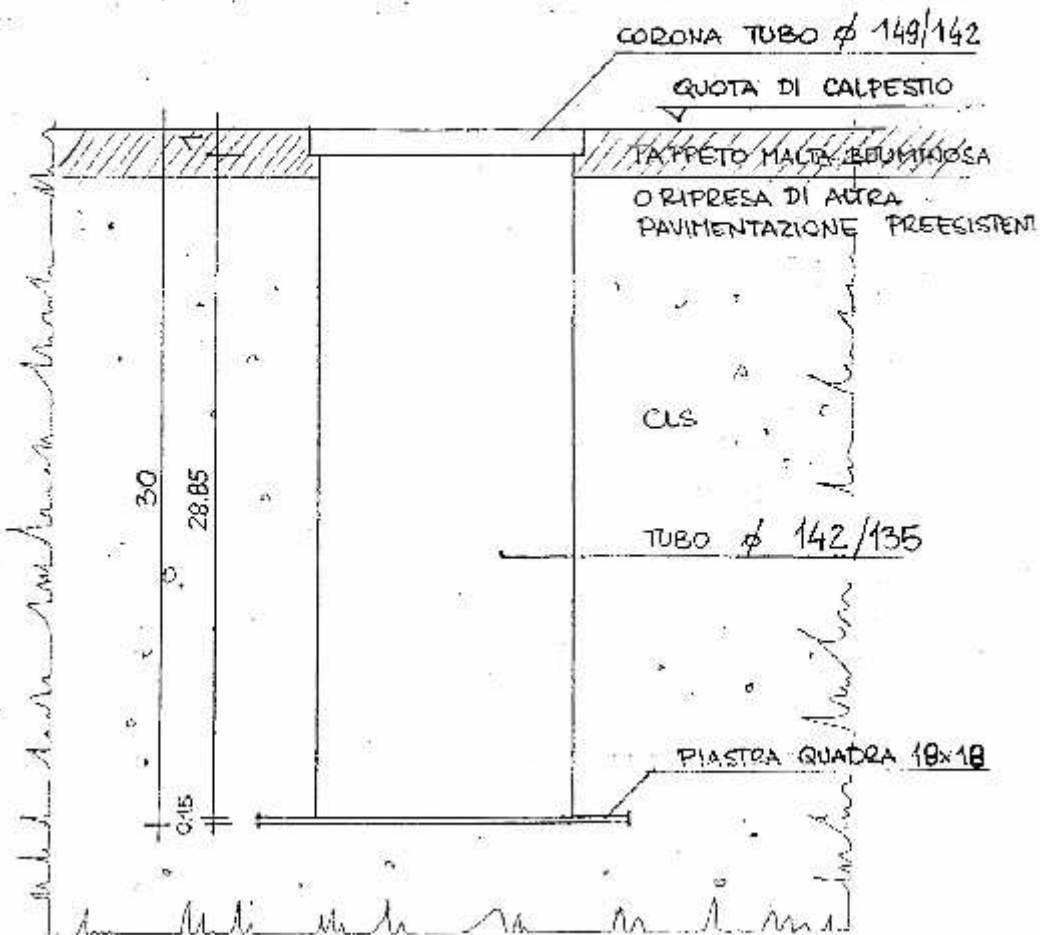 CORONA TUBO ϕ 149/142
QUOTA DI CALPESTIO
TAPPETO MALTA BITUMINOSA
O RIPRESA DI ALTRA
PAVIMENTAZIONE PREESISTENT
CLS
30
28.85
TUBO ϕ 142/135
PIASTRA QUADRA 18x18
0.15